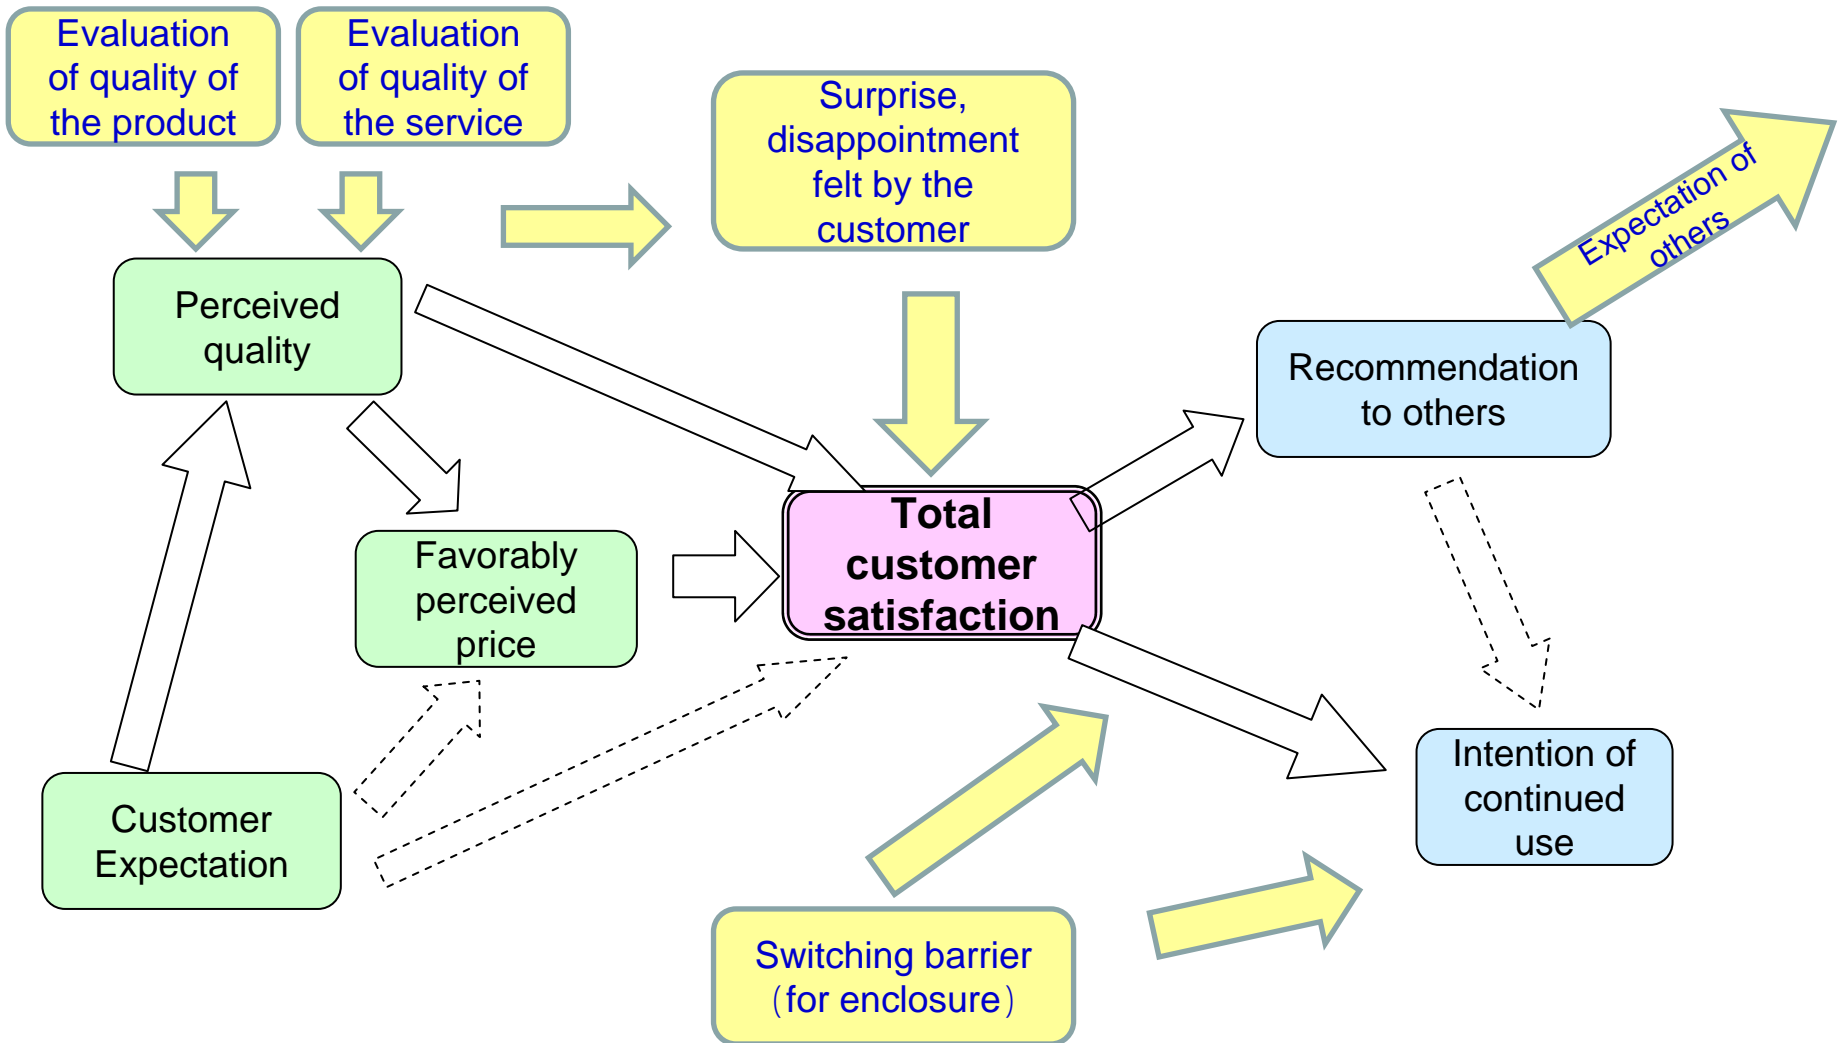 Evaluation
of quality of
the product
Evaluation
of quality of
the service
Surprise,
disappointment
felt by the
customer
Expectation of
others
Perceived
quality
Recommendation
to others
Total
customer
satisfaction
Favorably
perceived
price
Intention of
continued
use
Customer
Expectation
Switching barrier
(for enclosure)